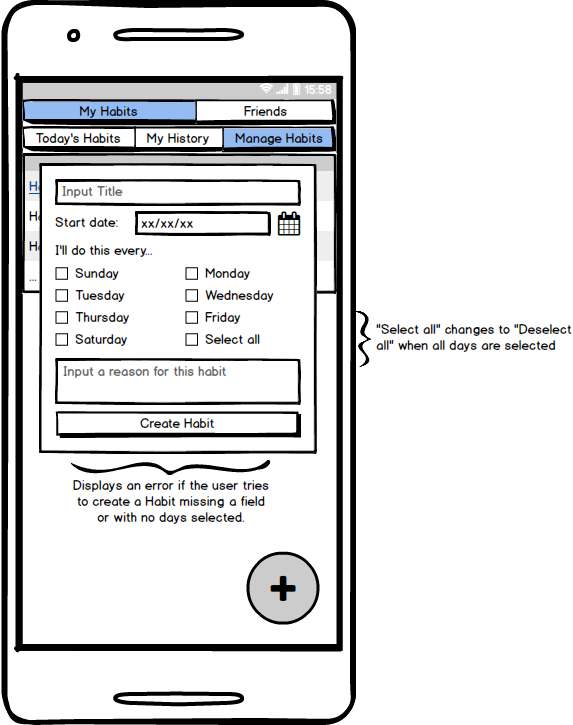 15:58
My Habits Friends
Today's Habits My History Manage Habits
Input Title
Start date: xx/xx/xx
I'll do this every...
Sunday Monday
Tuesday Wednesday
Thursday Friday
Saturday Select all
Input a reason for this habit
Create Habit
Ha
Ha
Ha
...
"Select all" changes to "Deselect
all" when all days are selected
Displays an error if the user tries
to create a Habit missing a field
or with no days selected.
+